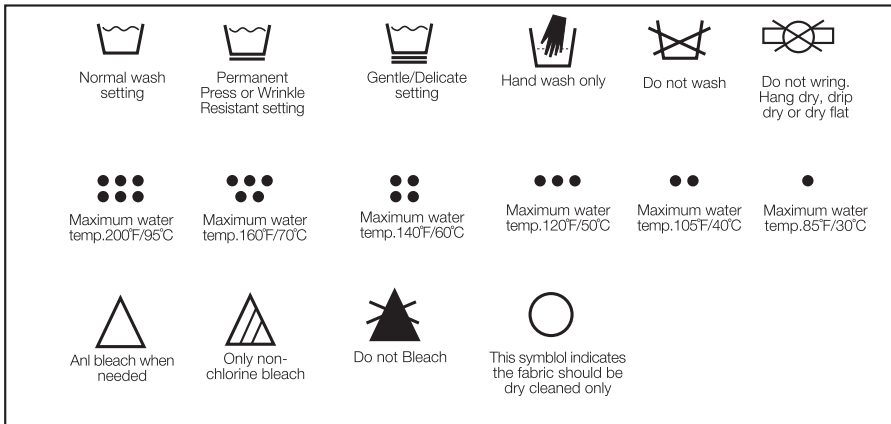 Normal wash
setting
Permanent
Press or Wrinkle
Resistant setting
Gentle/Delicate
setting
Hand wash only
Do not wash
Do not wring.
Hang dry, drip
dry or dry flat
Maximum water
temp.200°F/95°C
Maximum water
temp.160°F/70°C
Maximum water
temp.140°F/60°C
Maximum water
temp.120°F/50°C
Maximum water
temp.105°F/40°C
Maximum water
temp.85°F/30°C
Anl bleach when
needed
Only non-
chlorine bleach
Do not Bleach
This symblol indicates
the fabric should be
dry cleaned only